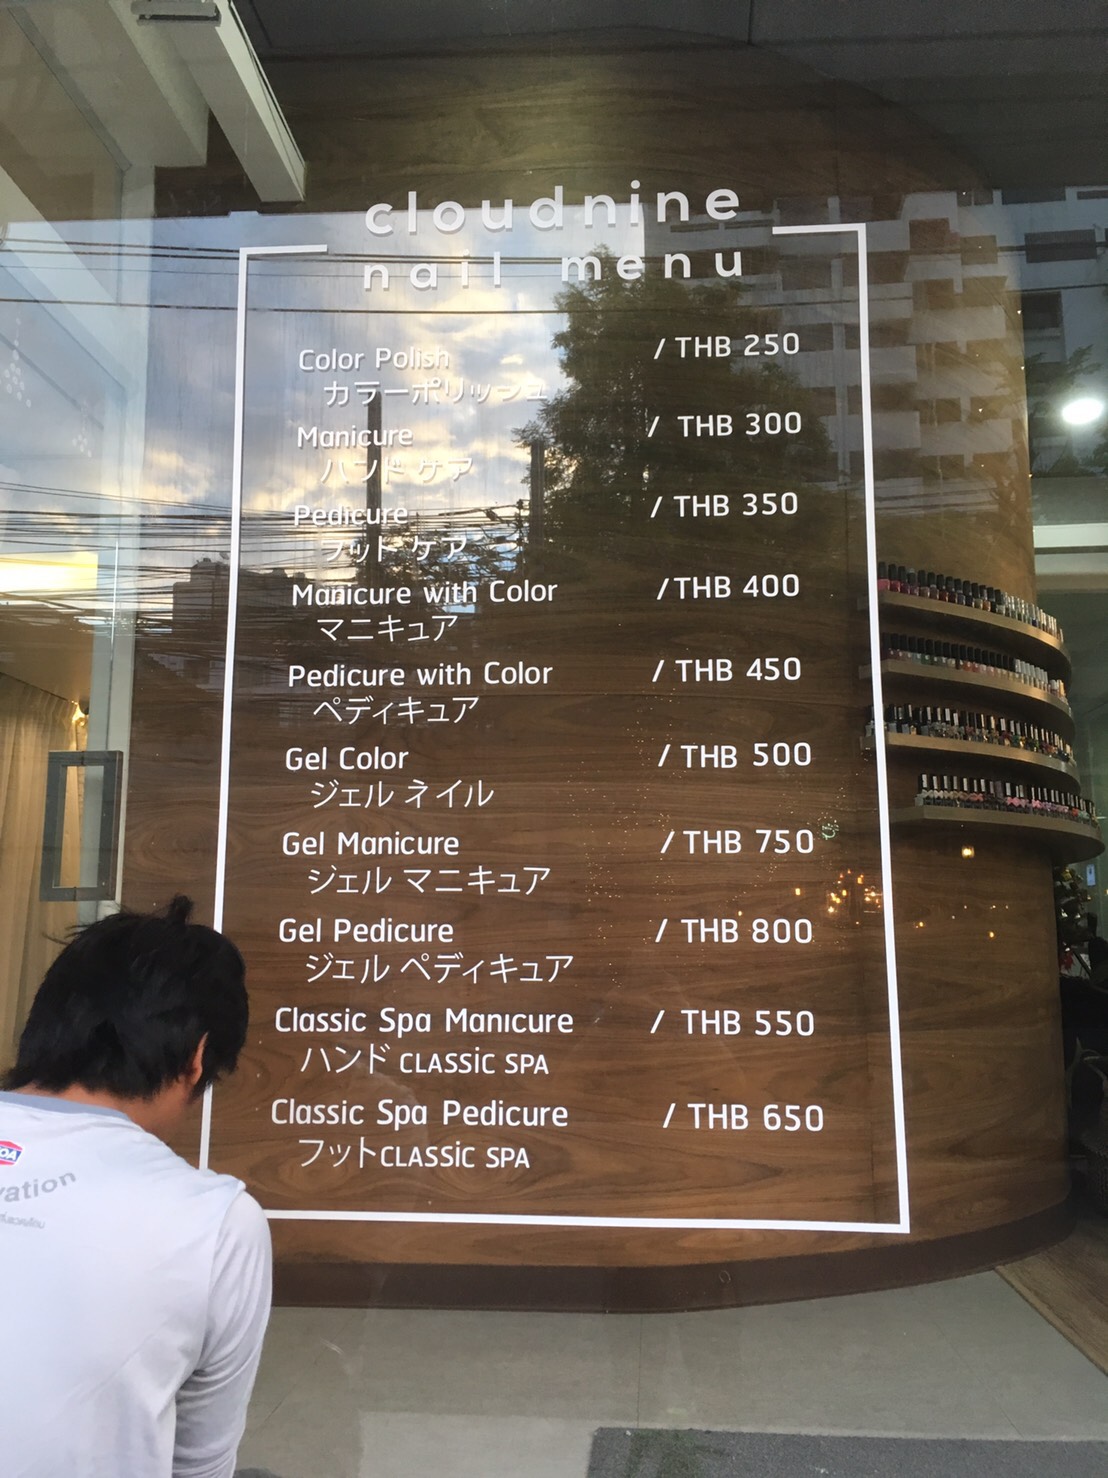 cloudnine
nail menu
Color Polish / THB 250
カラーポリッシュ
Manicure / THB 300
ハンド ケア
Pedicure / THB 350
フット ケア
Manicure with Color / THB 400
マニキュア
Pedicure with Color / THB 450
ペディキュア
Gel Color / THB 500
ジェル ネイル
Gel Manicure / THB 750
ジェル マニキュア
Gel Pedicure / THB 800
ジェル ペディキュア
Classic Spa Manicure / THB 550
ハンド CLASSiC SPA
Classic Spa Pedicure / THB 650
フットCLASSiC SPA